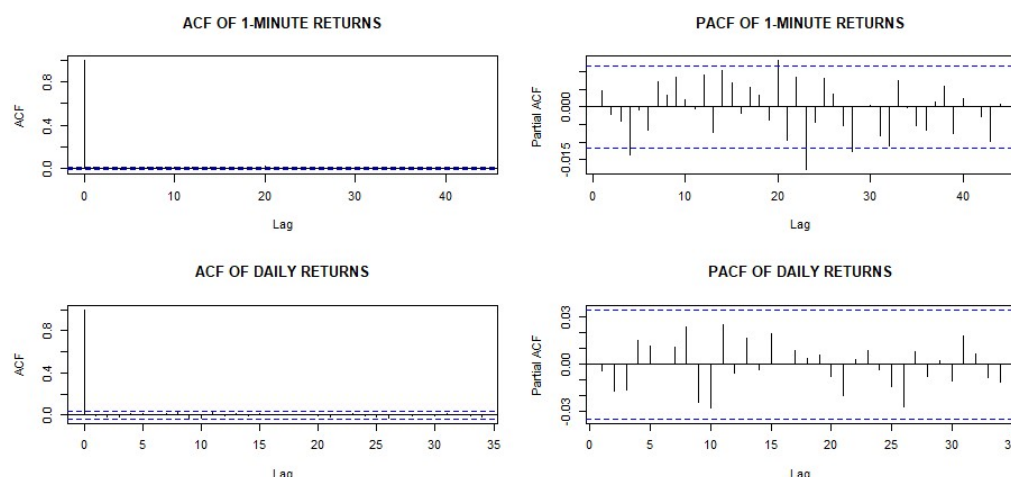 ACF OF 1-MINUTE RETURNS
ACF
0.0 0.4 0.8
0 10 20 30 40
Lag
PACF OF 1-MINUTE RETURNS
Partial ACF
-0.015 0.000
0 10 20 30 40
Lag
ACF OF DAILY RETURNS
ACF
0.0 0.4 0.8
0 5 10 15 20 25 30 35
Lag
PACF OF DAILY RETURNS
Partial ACF
-0.03 0.00 0.03
0 5 10 15 20 25 30
Lag